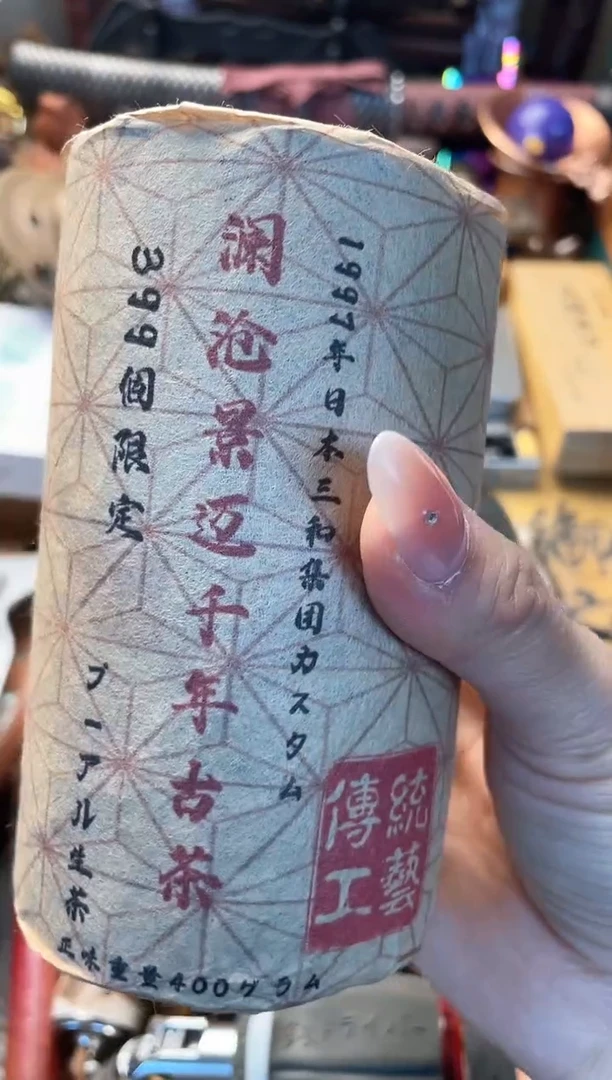 1997年日本三和集団カスタム
澜沧景迈千年古茶
399個限定
プーアル生茶
正味重量400グラム
傳統
工藝